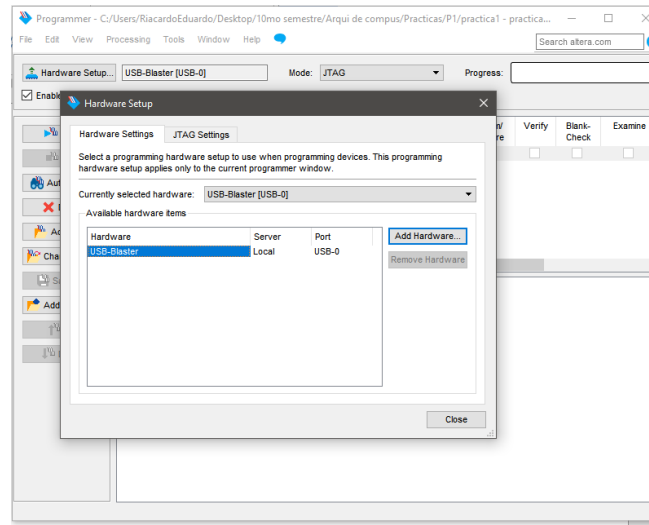 Programmer - C:/Users/RiacardoEduardo/Desktop/10mo semestre/Arqui de compus/Practicas/P1/practica1 - practica...
File Edit View Processing Tools Window Help
Search altera.com
Hardware Setup... USB-Blaster [USB-0] Mode: JTAG Progress:
Hardware Setup
Verify Blank-Check Examine
Hardware Settings JTAG Settings
Select a programming hardware setup to use when programming devices. This programming
hardware setup applies only to the current programmer window.
Currently selected hardware: USB-Blaster [USB-0]
Available hardware items
Hardware Server Port Add Hardware...
USB-Blaster Local USB-0
Remove Hardware
Add
Close